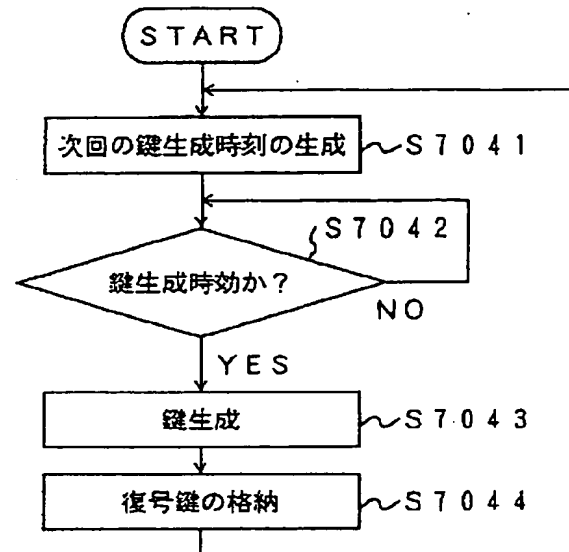 START
次回の鍵生成時刻の生成
S7041
S7042
鍵生成時効か？
NO
YES
鍵生成
S7043
復号鍵の格納
S7044